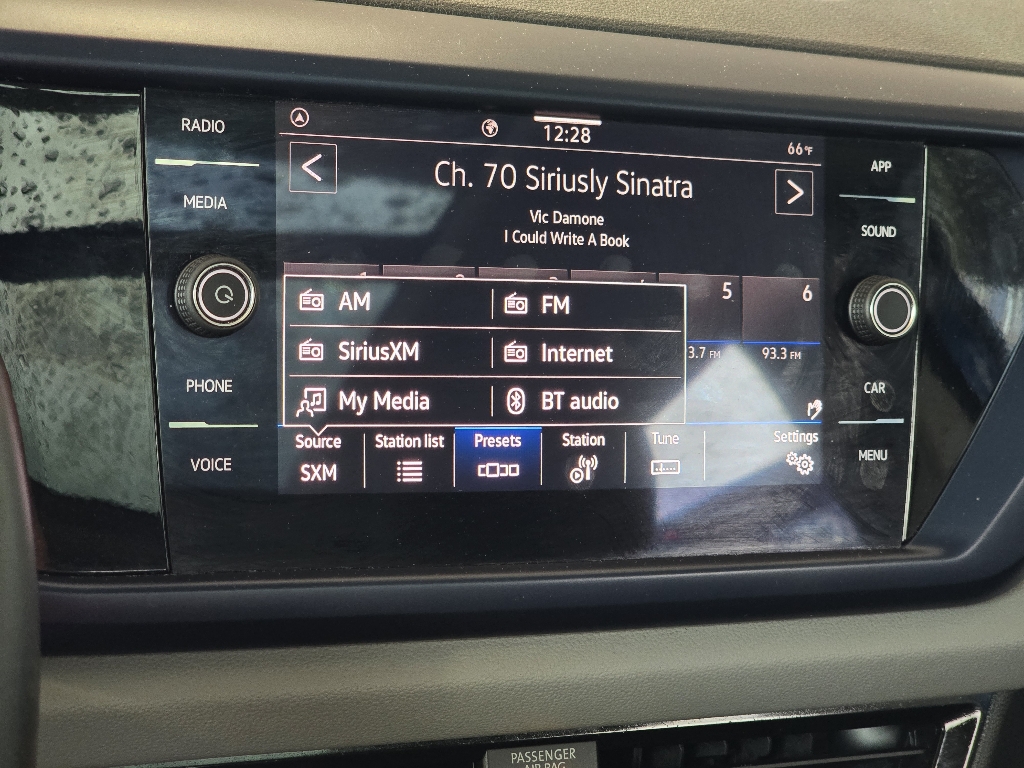 RADIO
MEDIA
PHONE
VOICE
12:28
66°F
Ch. 70 Siriusly Sinatra
Vic Damone
I Could Write A Book
5
6
3.7 FM
93.3 FM
AM
FM
SiriusXM
Internet
My Media
BT audio
Source
SXM
Station list
Presets
Station
Tune
Settings
APP
SOUND
CAR
MENU
PASSENGER
AIR BAG